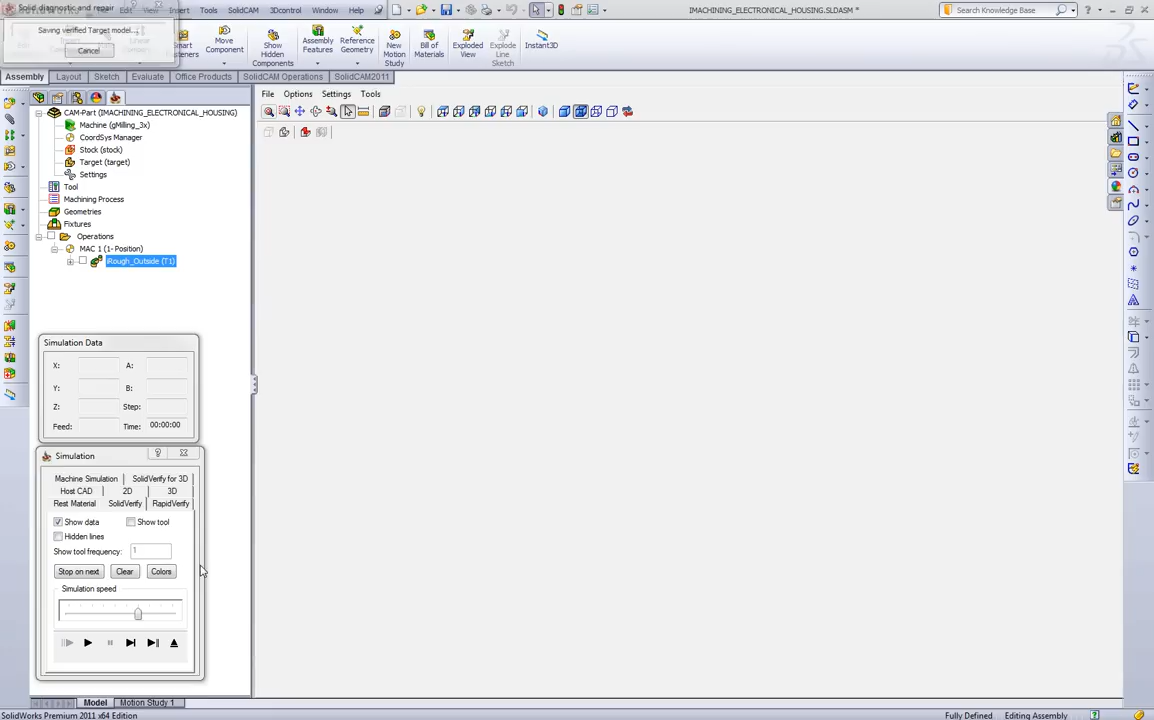 Solid diagnostic and repair
Saving verified Target model...
Cancel
Tools SolidCAM 3Dcontrol Window Help
IMACHINING_ELECTRONICAL_HOUSING.SLDASM *
Search Knowledge Base
Move Component
Show Hidden Components
Assembly Features
Reference Geometry
New Motion Study
Bill of Materials
Exploded View
Explode Line Sketch
Instant3D
Assembly Layout Sketch Evaluate Office Products SolidCAM Operations SolidCAM2011
File Options Settings Tools
CAM-Part (IMACHINING_ELECTRONICAL_HOUSING)
Machine (gMilling_3x)
CoordSys Manager
Stock (stock)
Target (target)
Settings
Tool
Machining Process
Geometries
Fixtures
Operations
MAC 1 (1- Position)
iRough_Outside (T1)
Simulation Data
X: A:
Y: B:
Z: Step:
Feed: Time: 00:00:00
Simulation
Machine Simulation SolidVerify for 3D
Host CAD 2D 3D
Rest Material SolidVerify RapidVerify
Show data Show tool
Hidden lines
Show tool frequency: 1
Stop on next Clear Colors
Simulation speed
Model Motion Study 1
SolidWorks Premium 2011 x64 Edition
Fully Defined Editing Assembly